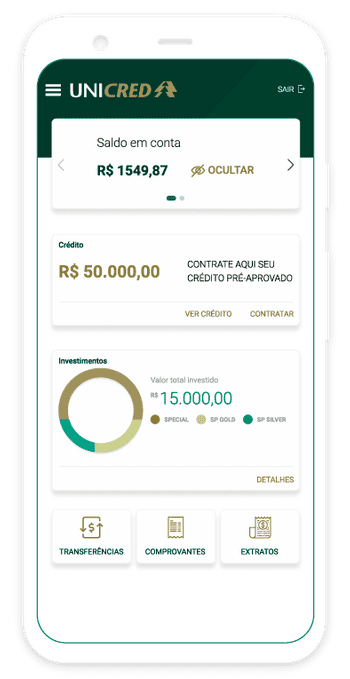 UNICRED
SAIR
Saldo em conta
R$ 1549,87
OCULTAR
Crédito
R$ 50.000,00
CONTRATE AQUI SEU
CRÉDITO PRÉ-APROVADO
VER CRÉDITO
CONTRATAR
Investimentos
Valor total investido
R$ 15.000,00
SPECIAL
SP GOLD
SP SILVER
DETALHES
TRANSFERÊNCIAS
COMPROVANTES
EXTRATOS